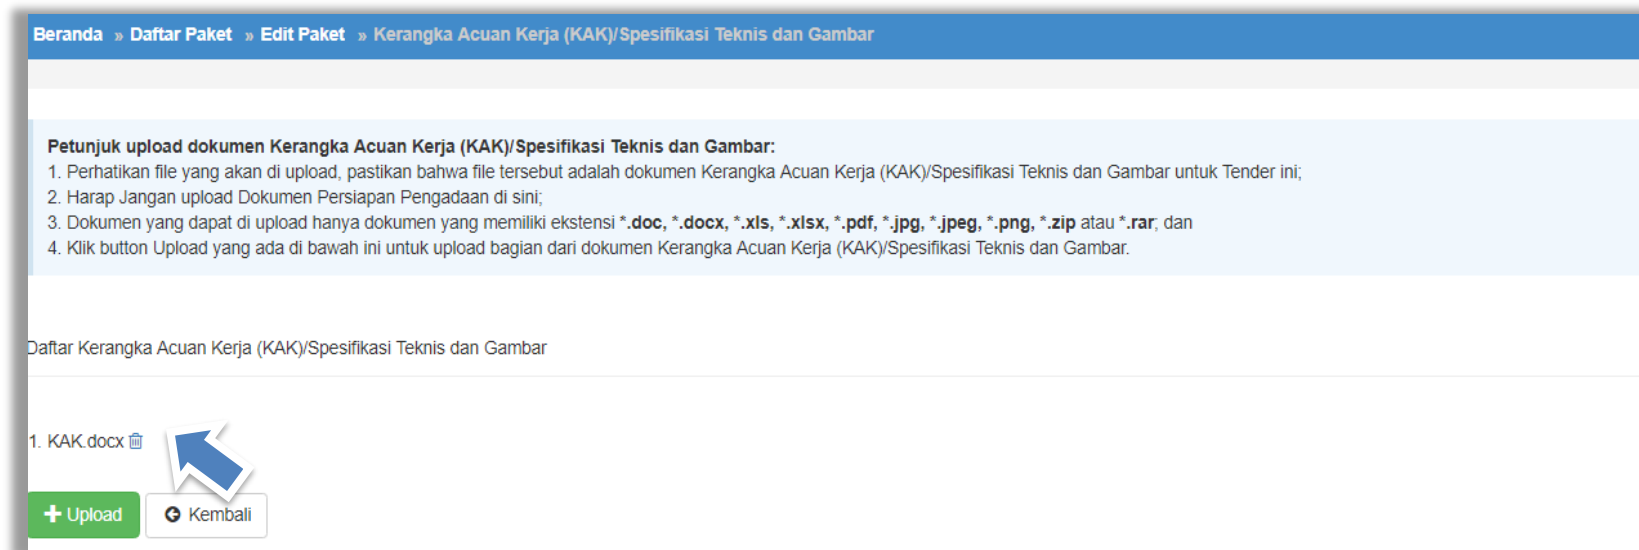 Beranda » Daftar Paket » Edit Paket » Kerangka Acuan Kerja (KAK)/Spesifikasi Teknis dan Gambar
Petunjuk upload dokumen Kerangka Acuan Kerja (KAK)/Spesifikasi Teknis dan Gambar:
1. Perhatikan file yang akan di upload, pastikan bahwa file tersebut adalah dokumen Kerangka Acuan Kerja (KAK)/Spesifikasi Teknis dan Gambar untuk Tender ini;
2. Harap Jangan upload Dokumen Persiapan Pengadaan di sini;
3. Dokumen yang dapat di upload hanya dokumen yang memiliki ekstensi *.doc, *.docx, *.xls, *.xlsx, *.pdf, *.jpg, *.jpeg, *.png, *.zip atau *.rar; dan
4. Klik button Upload yang ada di bawah ini untuk upload bagian dari dokumen Kerangka Acuan Kerja (KAK)/Spesifikasi Teknis dan Gambar.
Daftar Kerangka Acuan Kerja (KAK)/Spesifikasi Teknis dan Gambar
1. KAK.docx
Upload Kembali